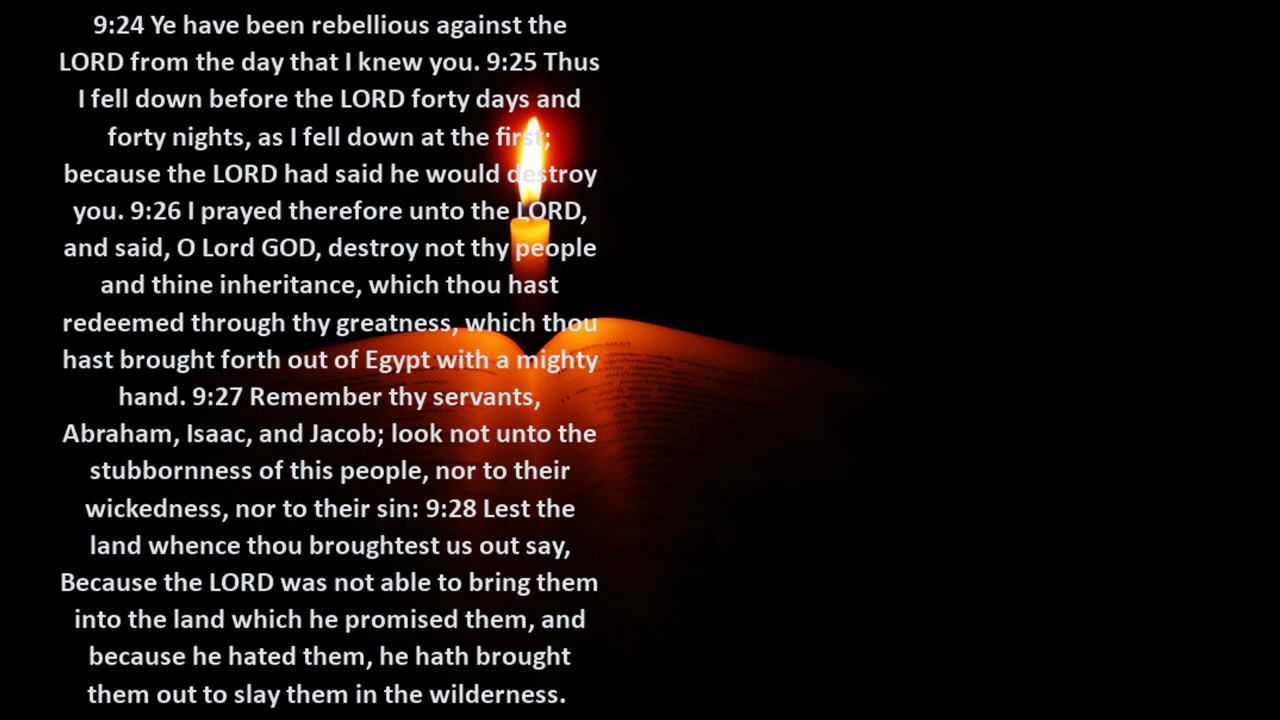 9:24 Ye have been rebellious against the
LORD from the day that I knew you. 9:25 Thus
I fell down before the LORD forty days and
forty nights, as I fell down at the first;
because the LORD had said he would destroy
you. 9:26 I prayed therefore unto the LORD,
and said, O Lord GOD, destroy not thy people
and thine inheritance, which thou hast
redeemed through thy greatness, which thou
hast brought forth out of Egypt with a mighty
hand. 9:27 Remember thy servants,
Abraham, Isaac, and Jacob; look not unto the
stubbornness of this people, nor to their
wickedness, nor to their sin: 9:28 Lest the
land whence thou broughtest us out say,
Because the LORD was not able to bring them
into the land which he promised them, and
because he hated them, he hath brought
them out to slay them in the wilderness.